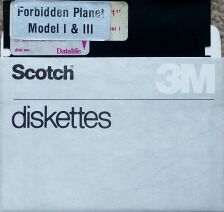 Forbidden Planet
Model I & III
Datalife
Scotch
3M
diskettes